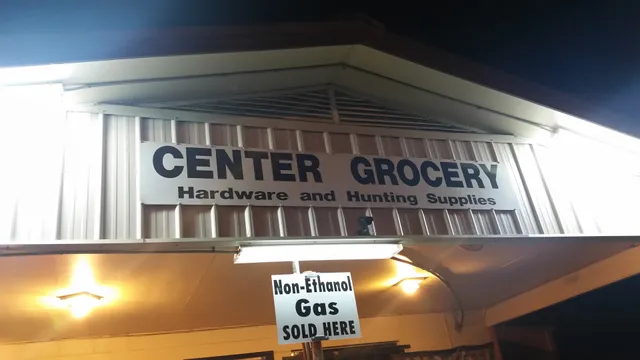 CENTER GROCERY
Hardware and Hunting Supplies
Non-Ethanol
Gas
SOLD HERE